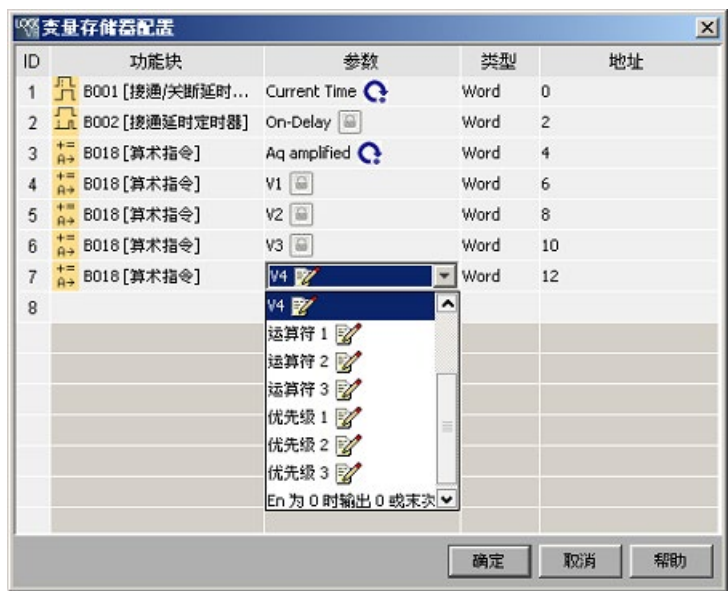 变量存储器配置
ID 功能块 参数 类型 地址
1 B001 [接通/关断延时... Current Time Word 0
2 B002 [接通延时定时器] On-Delay Word 2
3 B018 [算术指令] Aq amplified Word 4
4 B018 [算术指令] V1 Word 6
5 B018 [算术指令] V2 Word 8
6 B018 [算术指令] V3 Word 10
7 B018 [算术指令] V4 Word 12
8
V4
运算符 1
运算符 2
运算符 3
优先级 1
优先级 2
优先级 3
En 为 0 时输出 0 或末次
确定 取消 帮助